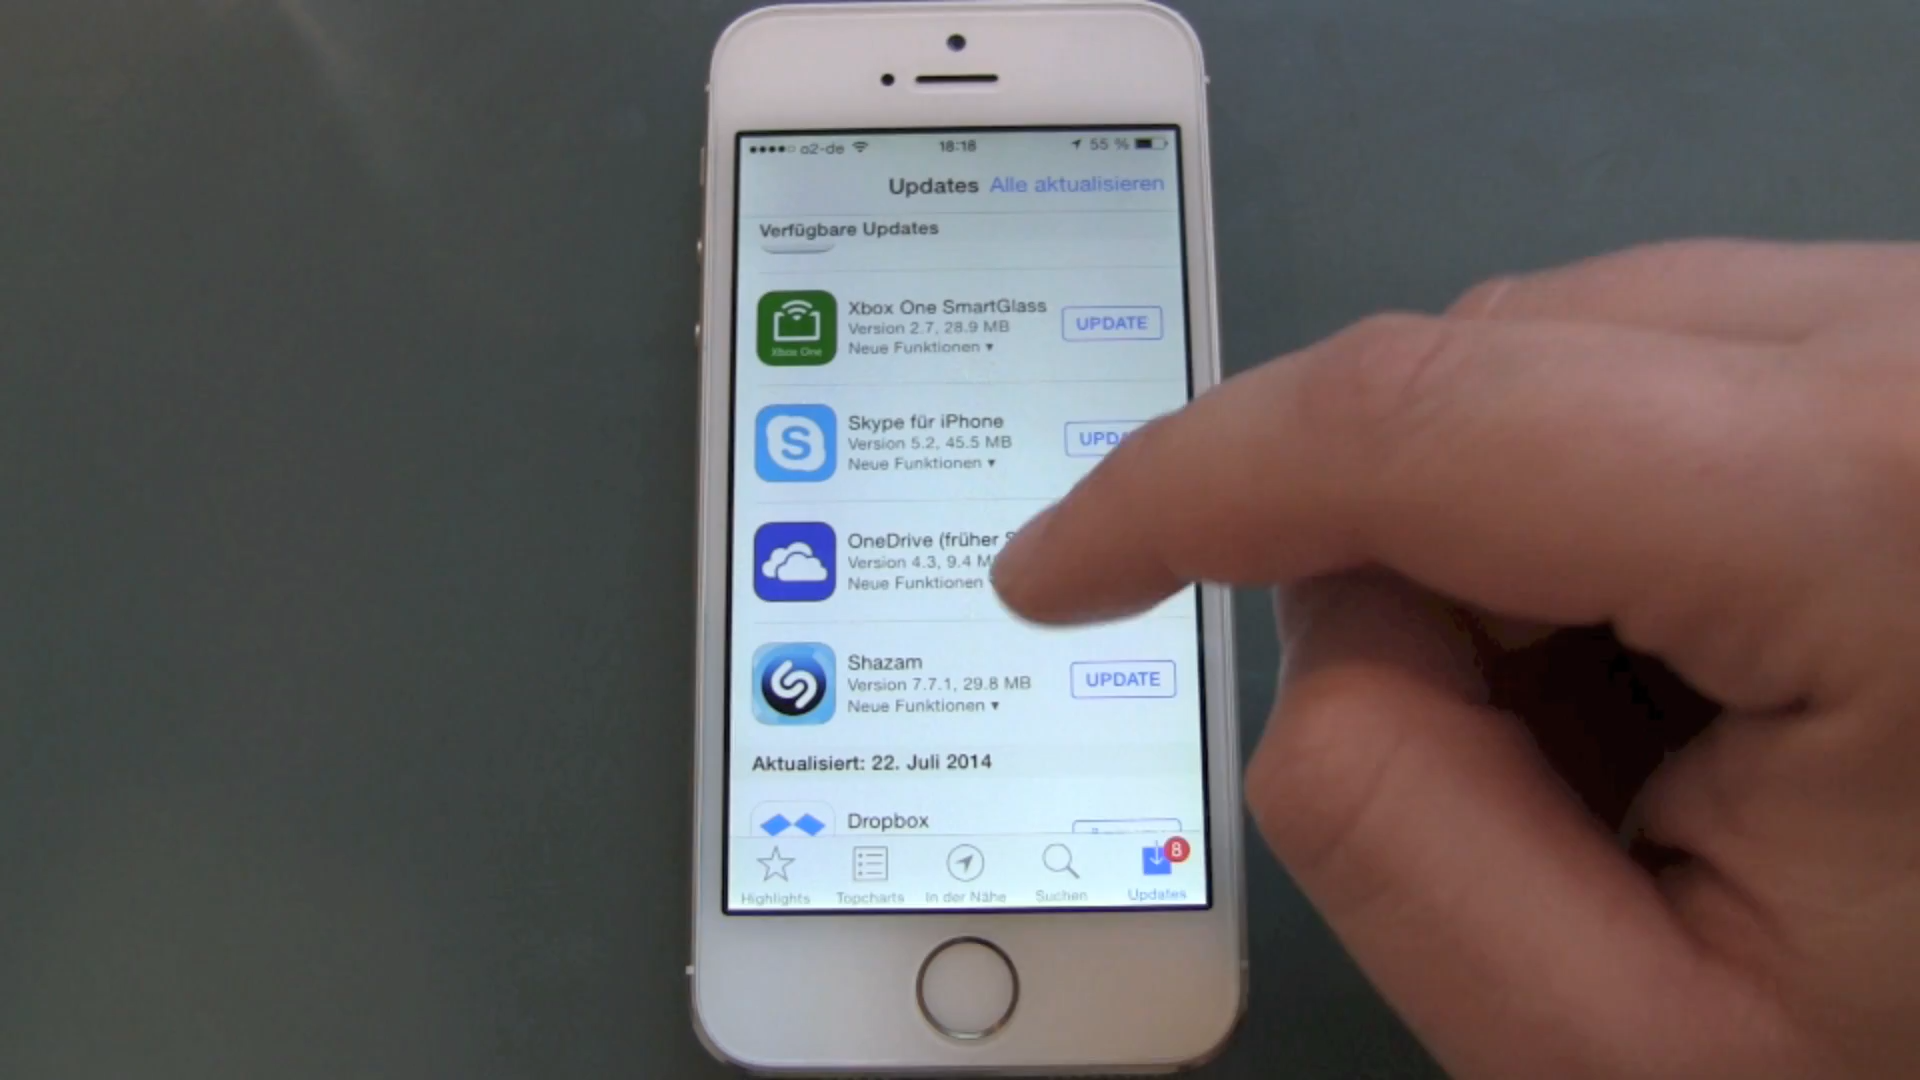 o2-de 18:18 55 %
Updates Alle aktualisieren
Verfügbare Updates
Xbox One
Xbox One SmartGlass
Version 2.7, 28.9 MB
Neue Funktionen ▾
UPDATE
S
Skype für iPhone
Version 5.2, 45.5 MB
Neue Funktionen ▾
UPDA
OneDrive (früher
Version 4.3, 9.4 M
Neue Funktionen
Shazam
Version 7.7.1, 29.8 MB
Neue Funktionen ▾
UPDATE
Aktualisiert: 22. Juli 2014
Dropbox
8
Highlights Topcharts In der Nähe Suchen Updates